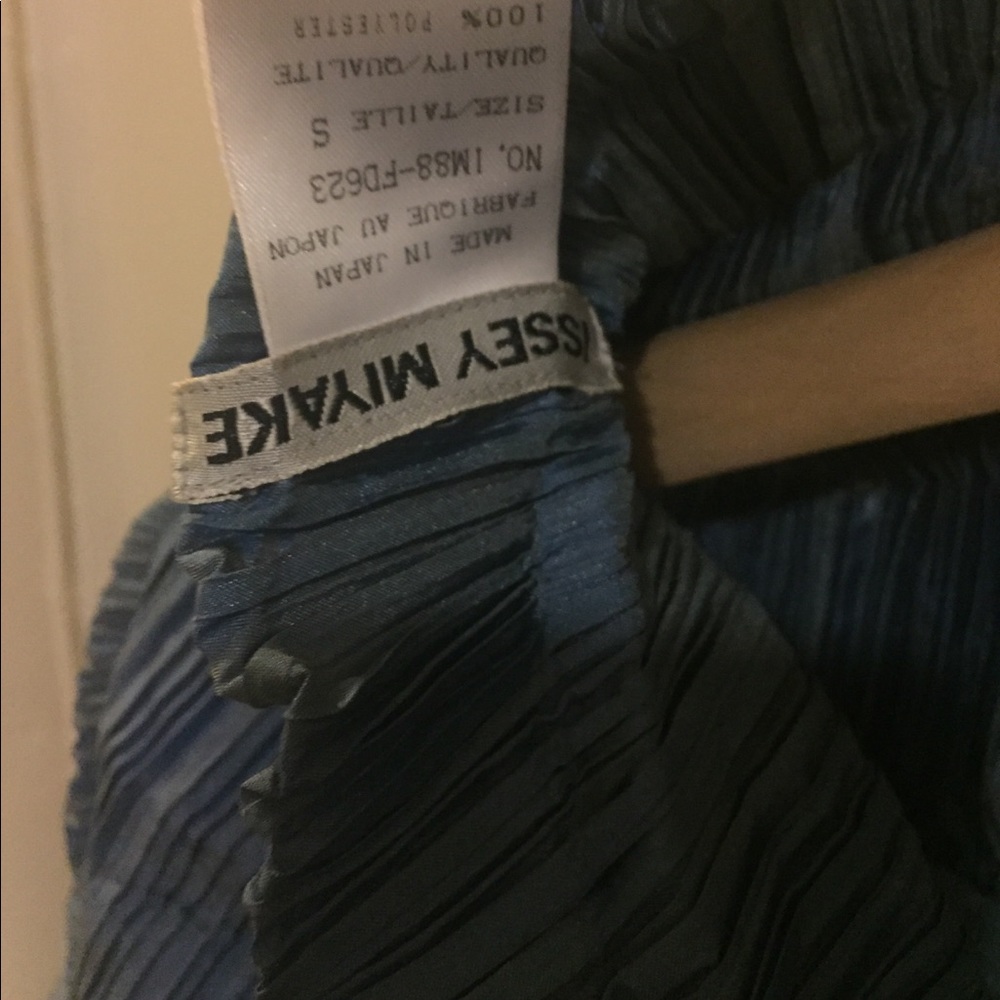 ISSEY MIYAKE
MADE IN JAPAN
FABRIQUE AU JAPON
NO. IM88-FD623
SIZE/TAILLE S
QUALITY/QUALITE
100% POLYESTER